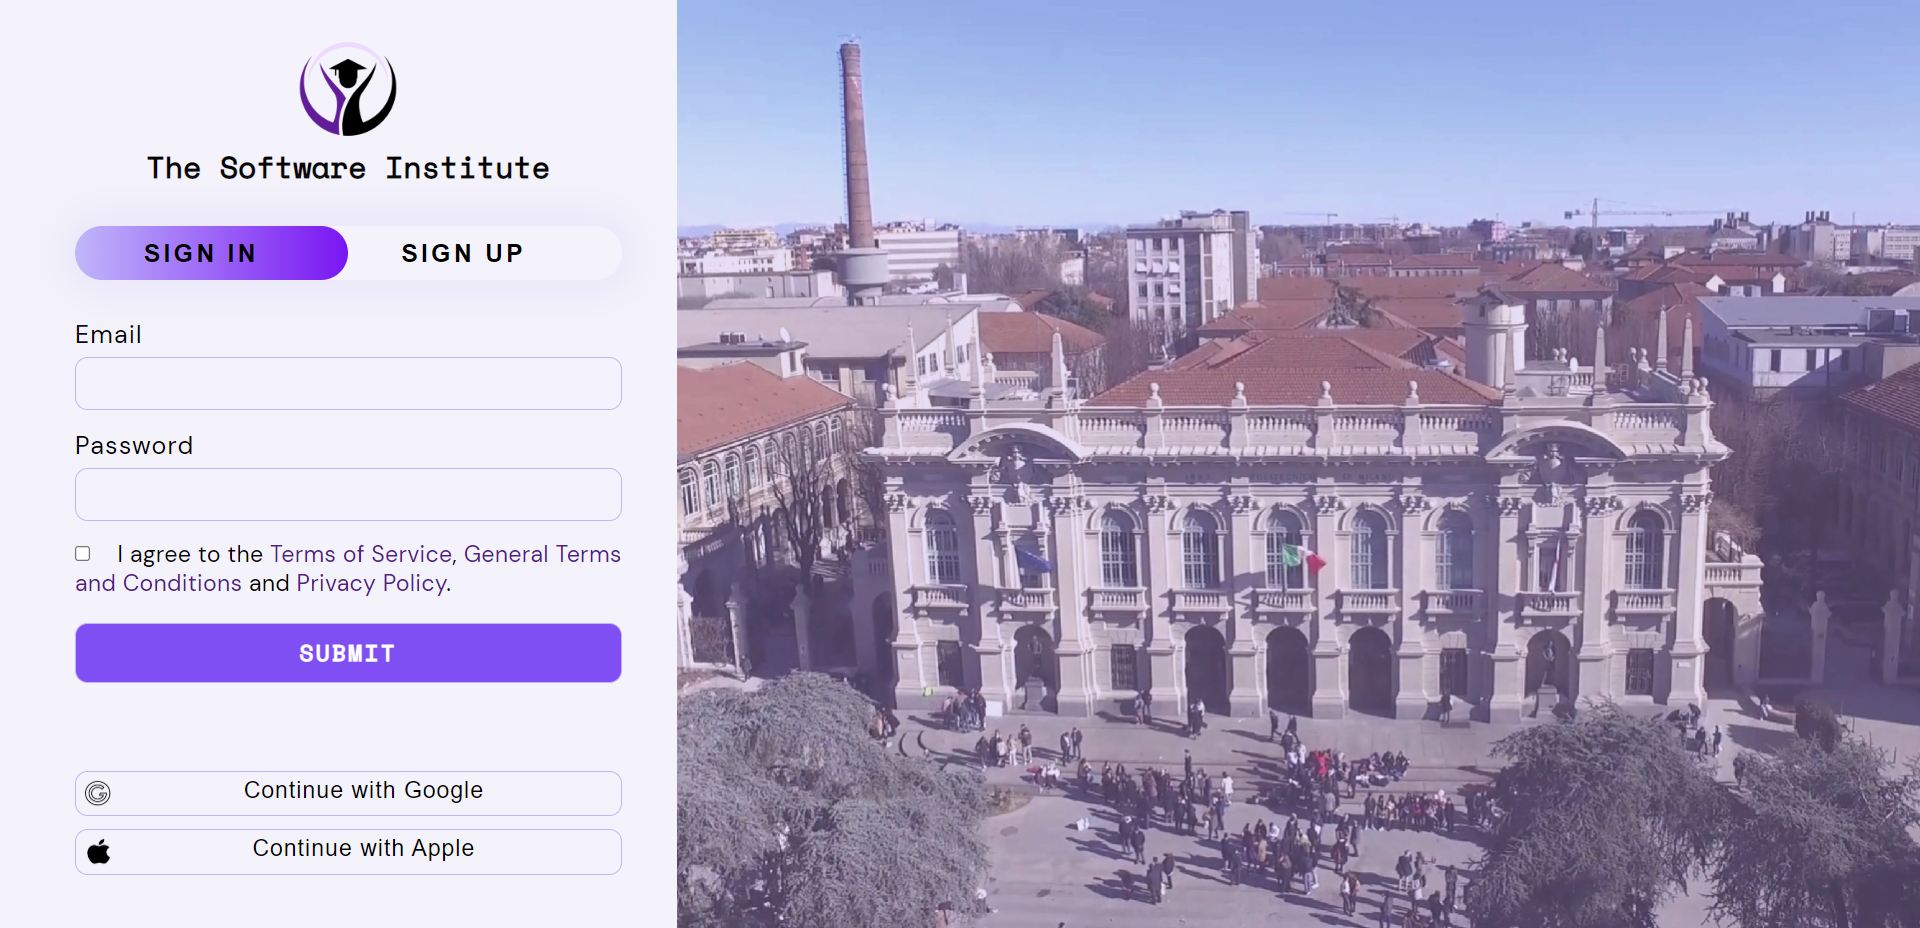 The Software Institute
SIGN IN
SIGN UP
Email
Password
I agree to the Terms of Service, General Terms
and Conditions and Privacy Policy.
SUBMIT
Continue with Google
Continue with Apple